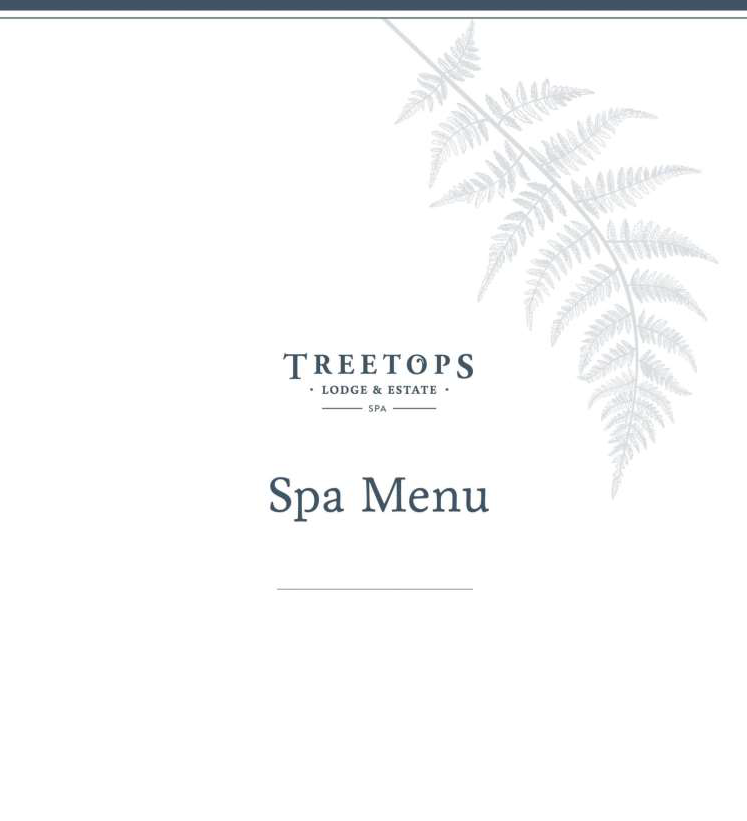 TREETOPS
· LODGE & ESTATE ·
SPA
Spa Menu